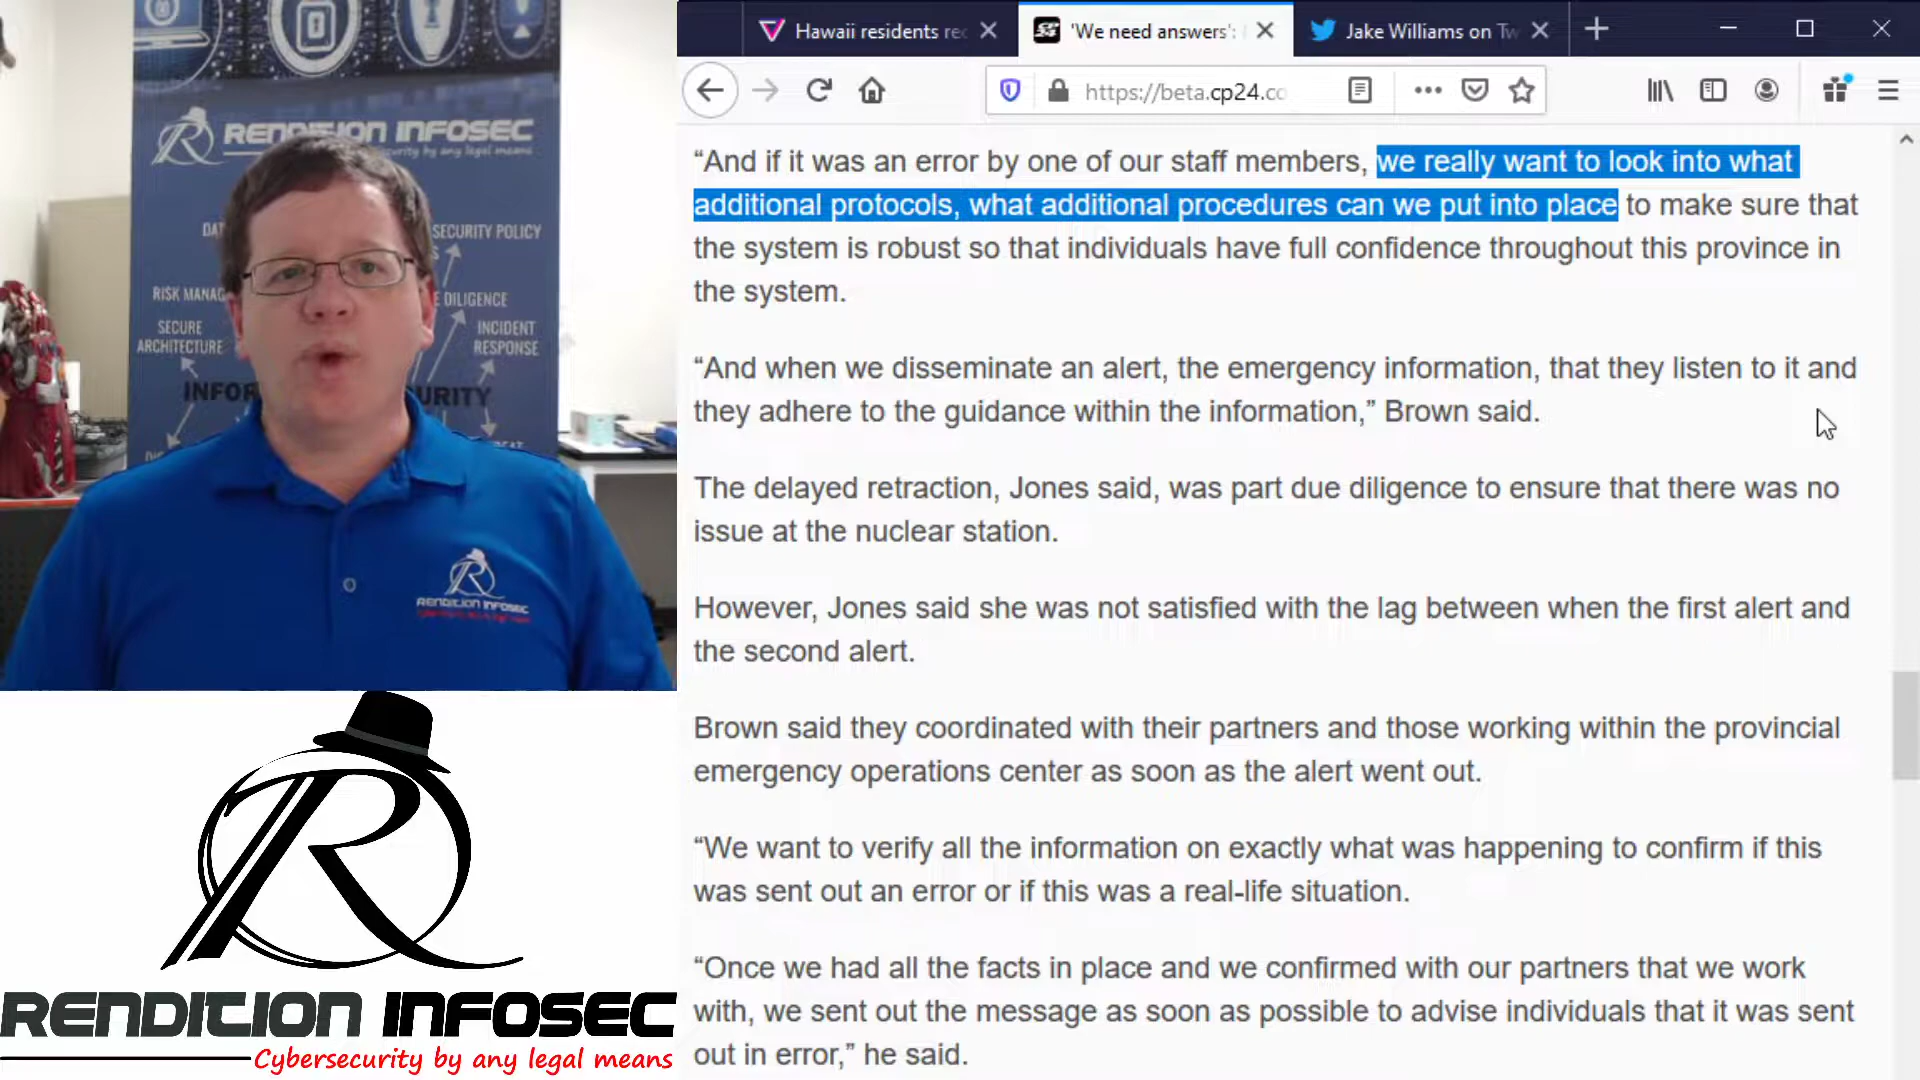 RENDITION INFOSEC
Security by any legal means
SECURITY POLICY
RISK MANAG
E DILIGENCE
SECURE
ARCHITECTURE
INCIDENT
RESPONSE
INFOR
URITY
RENDITION INFOSEC
RENDITION INFOSEC
Cybersecurity by any legal means
Hawaii residents rec
'We need answers':
Jake Williams on Tw
https://beta.cp24.co
“And if it was an error by one of our staff members, we really want to look into what
additional protocols, what additional procedures can we put into place to make sure that
the system is robust so that individuals have full confidence throughout this province in
the system.
“And when we disseminate an alert, the emergency information, that they listen to it and
they adhere to the guidance within the information,” Brown said.
The delayed retraction, Jones said, was part due diligence to ensure that there was no
issue at the nuclear station.
However, Jones said she was not satisfied with the lag between when the first alert and
the second alert.
Brown said they coordinated with their partners and those working within the provincial
emergency operations center as soon as the alert went out.
“We want to verify all the information on exactly what was happening to confirm if this
was sent out an error or if this was a real-life situation.
“Once we had all the facts in place and we confirmed with our partners that we work
with, we sent out the message as soon as possible to advise individuals that it was sent
out in error,” he said.